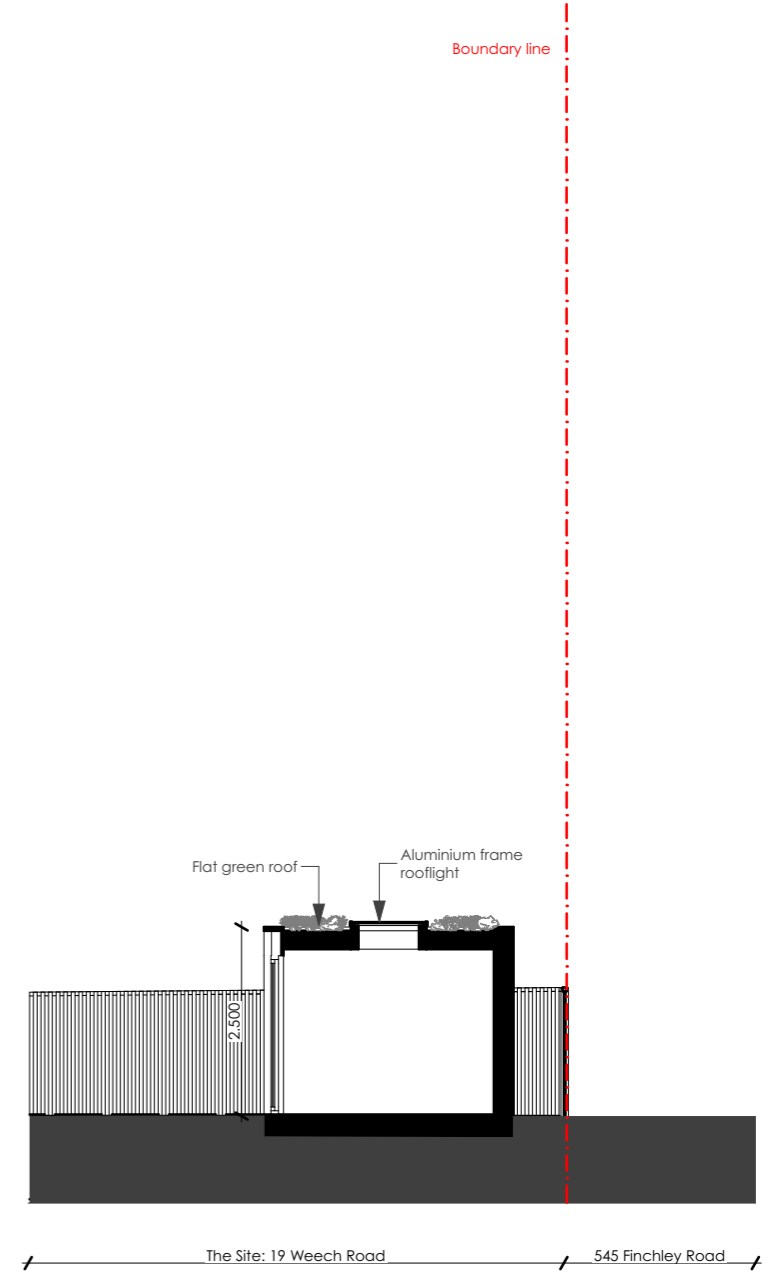 Boundary line
Flat green roof
Aluminium frame
rooflight
2.500
The Site: 19 Weech Road
545 Finchley Road